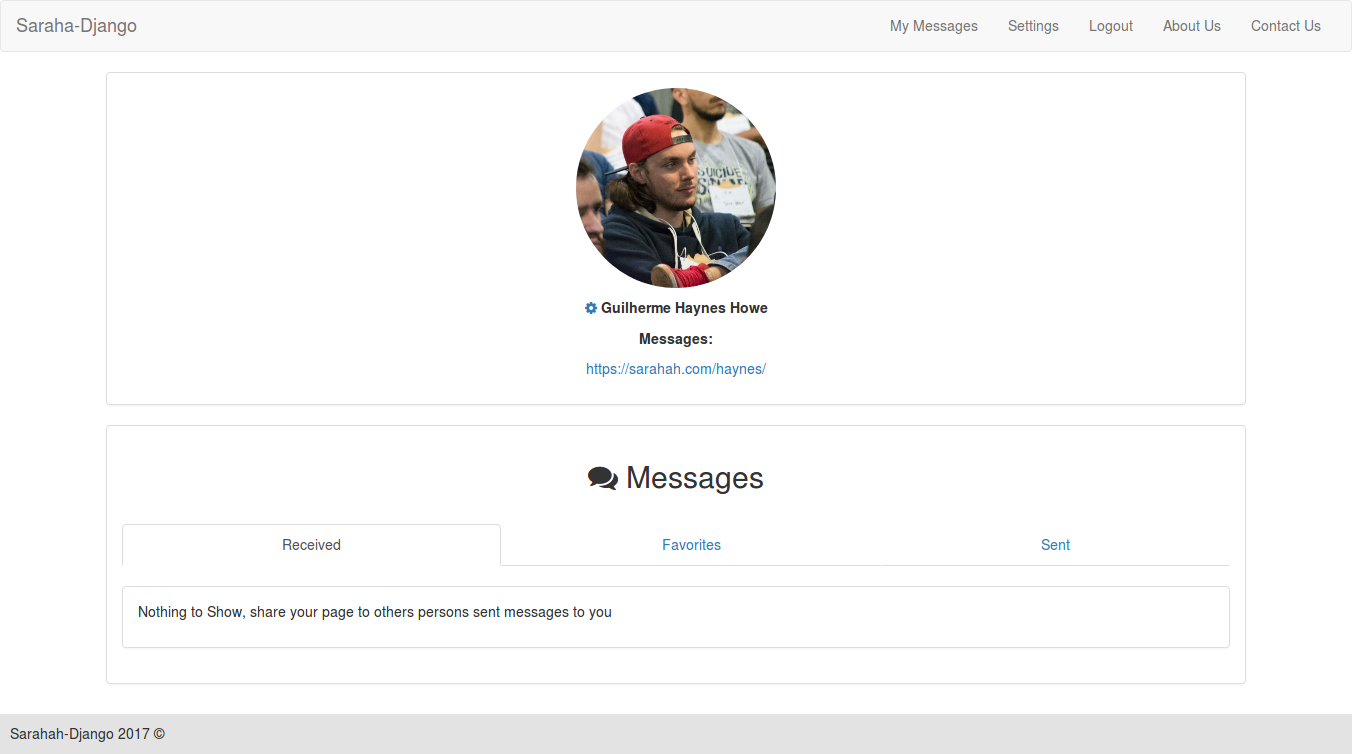 Saraha-Django My Messages Settings Logout About Us Contact Us
SUICIDE
Guilherme Haynes Howe
Messages:
https://sarahah.com/haynes/
Messages
Received Favorites Sent
Nothing to Show, share your page to others persons sent messages to you
Sarahah-Django 2017 ©